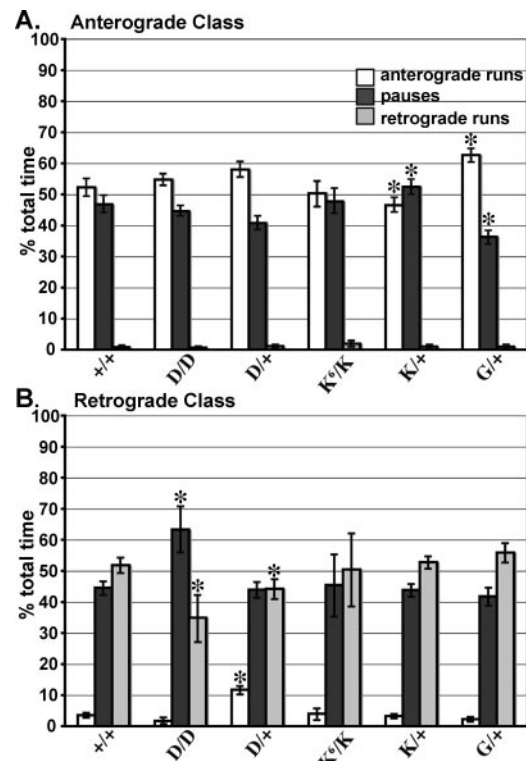 A. Anterograde Class
100
90
80
70
60
50
40
30
20
10
0
% total time
anterograde runs
pauses
retrograde runs
* * * *
+/+ D/D D/+ K⁶/K K/+ G/+
B. Retrograde Class
100
90
80
70
60
50
40
30
20
10
0
% total time
* * * *
+/+ D/D D/+ K⁶/K K/+ G/+